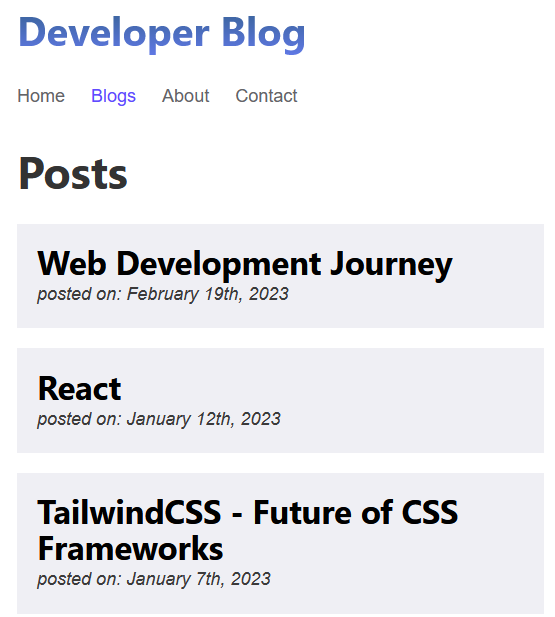 Developer Blog
Home Blogs About Contact
Posts
Web Development Journey
posted on: February 19th, 2023
React
posted on: January 12th, 2023
TailwindCSS - Future of CSS
Frameworks
posted on: January 7th, 2023